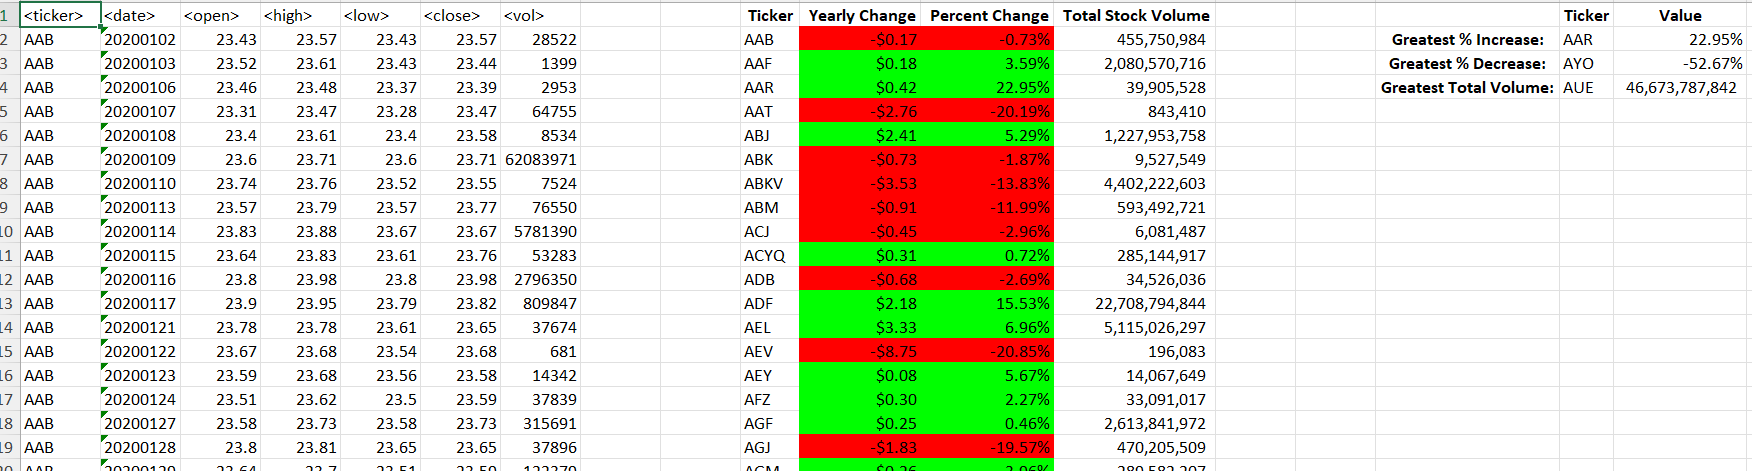 1 <ticker> <date> <open> <high> <low> <close> <vol> Ticker Yearly Change Percent Change Total Stock Volume Ticker Value
2 AAB 20200102 23.43 23.57 23.43 23.57 28522 AAB -$0.17 -0.73% 455,750,984 Greatest % Increase: AAR 22.95%
3 AAB 20200103 23.52 23.61 23.43 23.44 1399 AAF $0.18 3.59% 2,080,570,716 Greatest % Decrease: AYO -52.67%
4 AAB 20200106 23.46 23.48 23.37 23.39 2953 AAR $0.42 22.95% 39,905,528 Greatest Total Volume: AUE 46,673,787,842
5 AAB 20200107 23.31 23.47 23.28 23.47 64755 AAT -$2.76 -20.19% 843,410
6 AAB 20200108 23.4 23.61 23.4 23.58 8534 ABJ $2.41 5.29% 1,227,953,758
7 AAB 20200109 23.6 23.71 23.6 23.71 62083971 ABK -$0.73 -1.87% 9,527,549
8 AAB 20200110 23.74 23.76 23.52 23.55 7524 ABKV -$3.53 -13.83% 4,402,222,603
9 AAB 20200113 23.57 23.79 23.57 23.77 76550 ABM -$0.91 -11.99% 593,492,721
10 AAB 20200114 23.83 23.88 23.67 23.67 5781390 ACJ -$0.45 -2.96% 6,081,487
11 AAB 20200115 23.64 23.83 23.61 23.76 53283 ACYQ $0.31 0.72% 285,144,917
12 AAB 20200116 23.8 23.98 23.8 23.98 2796350 ADB -$0.68 -2.69% 34,526,036
13 AAB 20200117 23.9 23.95 23.79 23.82 809847 ADF $2.18 15.53% 22,708,794,844
14 AAB 20200121 23.78 23.78 23.61 23.65 37674 AEL $3.33 6.96% 5,115,026,297
15 AAB 20200122 23.67 23.68 23.54 23.68 681 AEV -$8.75 -20.85% 196,083
16 AAB 20200123 23.59 23.68 23.56 23.58 14342 AEY $0.08 5.67% 14,067,649
17 AAB 20200124 23.51 23.62 23.5 23.59 37839 AFZ $0.30 2.27% 33,091,017
18 AAB 20200127 23.58 23.73 23.58 23.73 315691 AGF $0.25 0.46% 2,613,841,972
19 AAB 20200128 23.8 23.81 23.65 23.65 37896 AGJ -$1.83 -19.57% 470,205,509